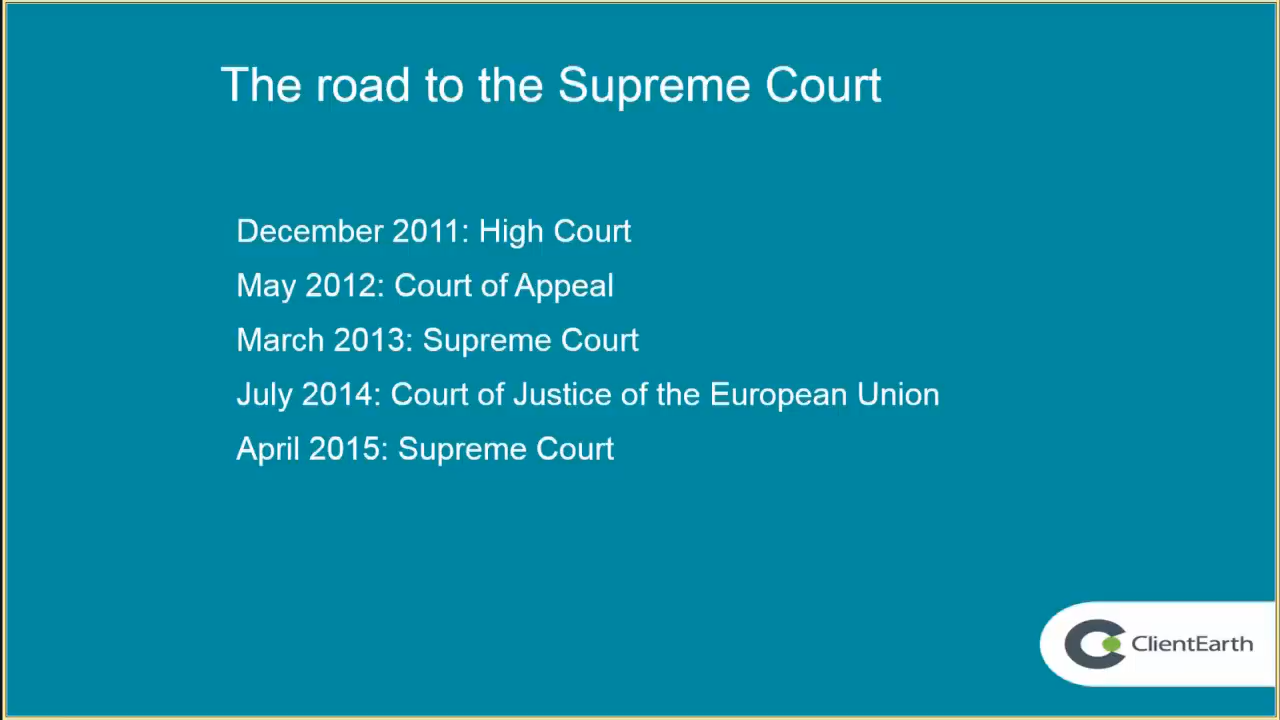 The road to the Supreme Court
December 2011: High Court
May 2012: Court of Appeal
March 2013: Supreme Court
July 2014: Court of Justice of the European Union
April 2015: Supreme Court
ClientEarth